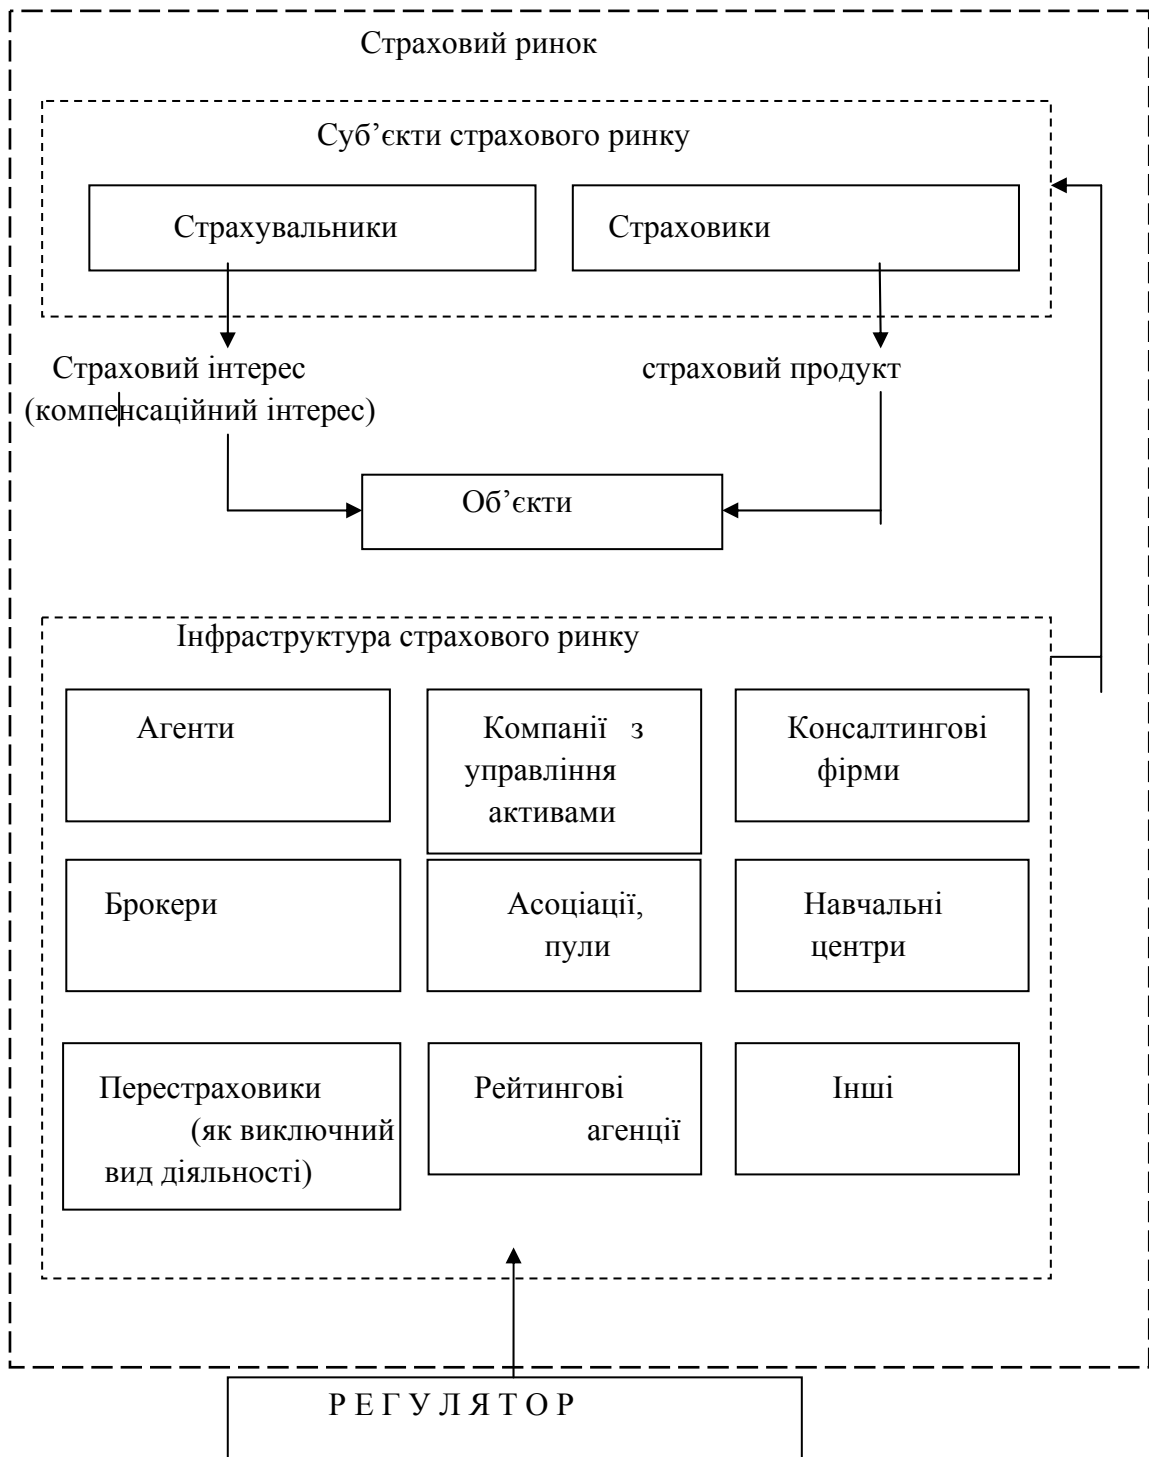 Страховий ринок
Суб’єкти страхового ринку
Страхувальники
Страховики
Страховий інтерес
(компенсаційний інтерес)
страховий продукт
Об’єкти
Інфраструктура страхового ринку
Агенти
Компанії з
управління
активами
Консалтингові
фірми
Брокери
Асоціації,
пули
Навчальні
центри
Перестраховики
(як виключний
вид діяльності)
Рейтингові
агенції
Інші
Р Е Г У Л Я Т О Р